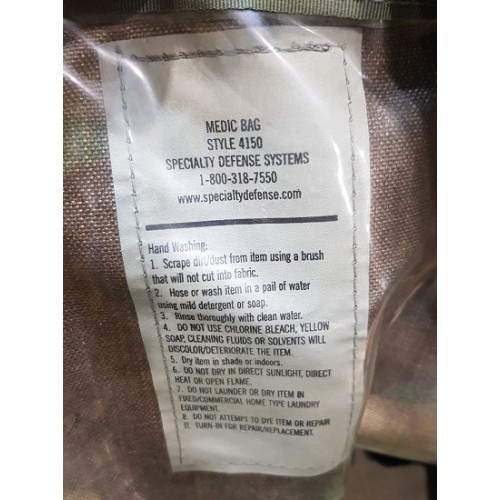 MEDIC BAG
STYLE 4150
SPECIALTY DEFENSE SYSTEMS
1-800-318-7550
www.specialtydefense.com
Hand Washing:
1. Scrape dirt/dust from item using a brush
that will not cut into fabric.
2. Hose or wash item in a pail of water
using mild detergent or soap.
3. Rinse thoroughly with clean water.
4. DO NOT USE CHLORINE BLEACH, YELLOW
SOAP, CLEANING FLUIDS OR SOLVENTS WILL
DISCOLOR/DETERIORATE THE ITEM.
5. Dry item in shade or indoors.
6. DO NOT DRY IN DIRECT SUNLIGHT, DIRECT
HEAT OR OPEN FLAME.
7. DO NOT LAUNDER OR DRY ITEM IN
FIXED/COMMERCIAL HOME TYPE LAUNDRY
EQUIPMENT.
8. DO NOT ATTEMPT TO DYE ITEM OR REPAIR
IT. TURN-IN FOR REPAIR/REPLACEMENT.